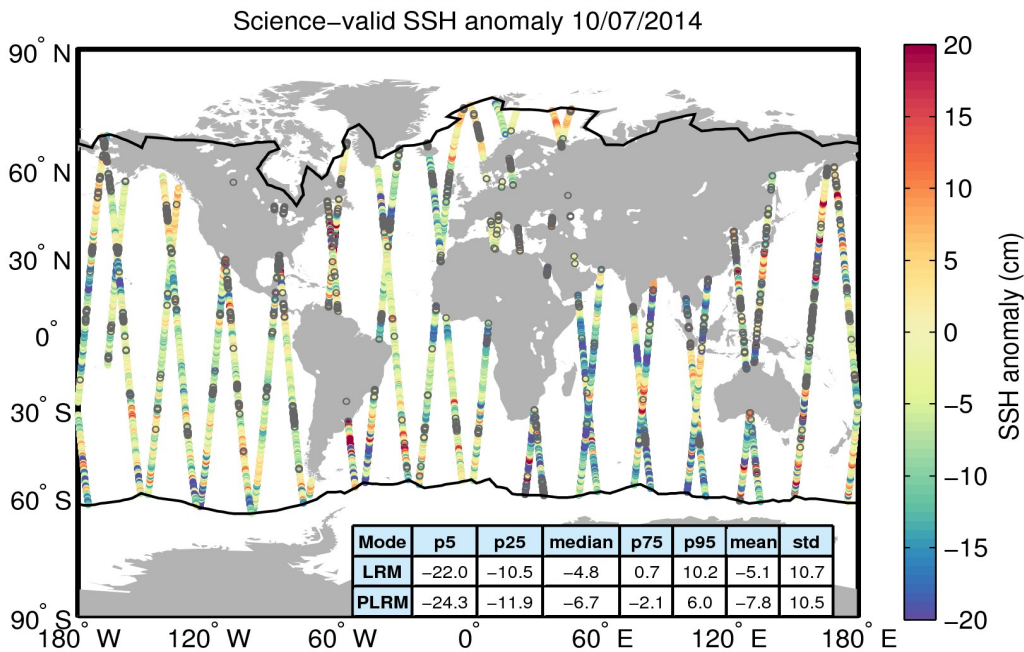 Science−valid SSH anomaly 10/07/2014
90° N
60° N
30° N
0°
30° S
60° S
90° S
180° W 120° W 60° W 0° 60° E 120° E 180° E
Mode p5 p25 median p75 p95 mean std
LRM −22.0 −10.5 −4.8 0.7 10.2 −5.1 10.7
PLRM −24.3 −11.9 −6.7 −2.1 6.0 −7.8 10.5
20
15
10
5
0
−5
−10
−15
−20
SSH anomaly (cm)